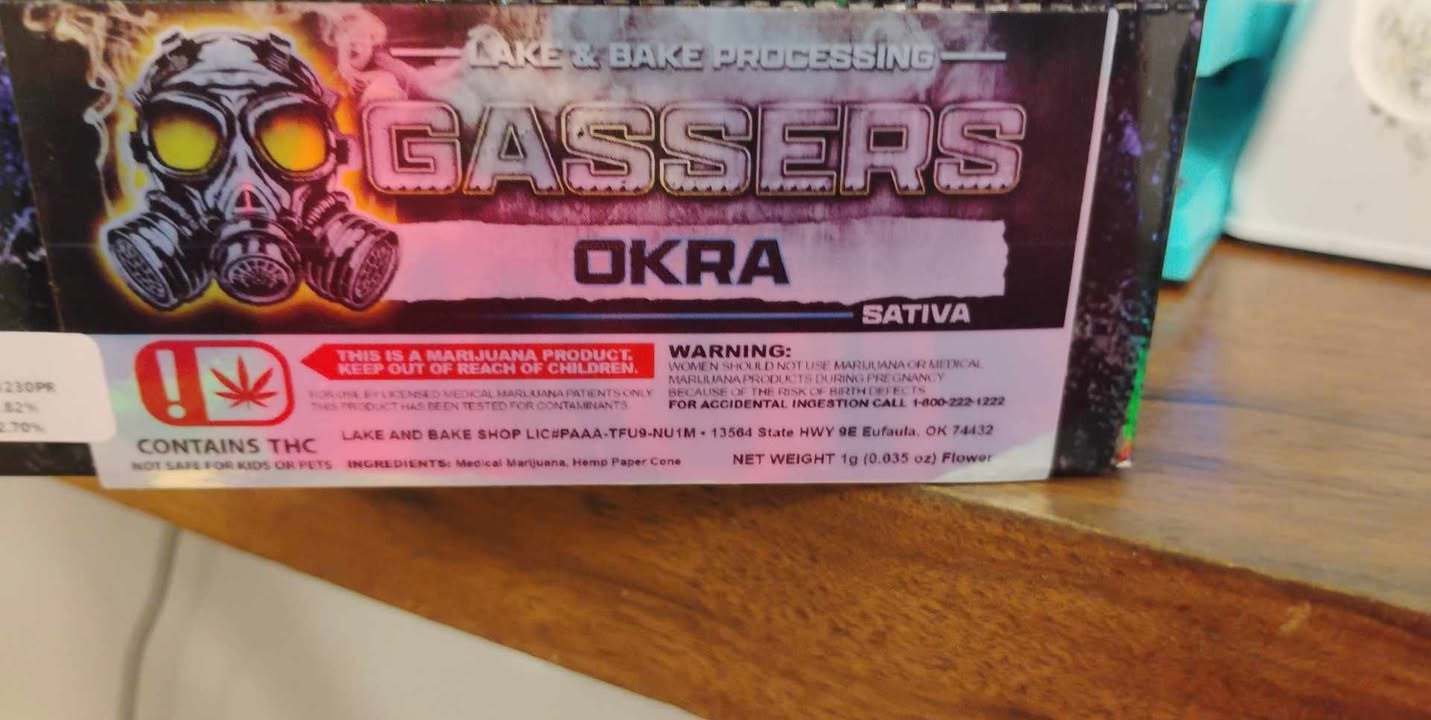 LAKE & BAKE PROCESSING
GASSERS
OKRA
SATIVA
THIS IS A MARIJUANA PRODUCT.
KEEP OUT OF REACH OF CHILDREN.
FOR USE BY LICENSED MEDICAL MARIJUANA PATIENTS ONLY
THIS PRODUCT HAS BEEN TESTED FOR CONTAMINANTS.
WARNING:
WOMEN SHOULD NOT USE MARIJUANA OR MEDICAL
MARIJUANA PRODUCTS DURING PREGNANCY
BECAUSE OF THE RISK OF BIRTH DEFECTS.
FOR ACCIDENTAL INGESTION CALL 1-800-222-1222
230PR
.82%
2.70%
!
CONTAINS THC
NOT SAFE FOR KIDS OR PETS
LAKE AND BAKE SHOP LIC#PAAA-TFU9-NU1M • 13564 State HWY 9E Eufaula, OK 74432
INGREDIENTS: Medical Marijuana, Hemp Paper Cone
NET WEIGHT 1g (0.035 oz) Flower